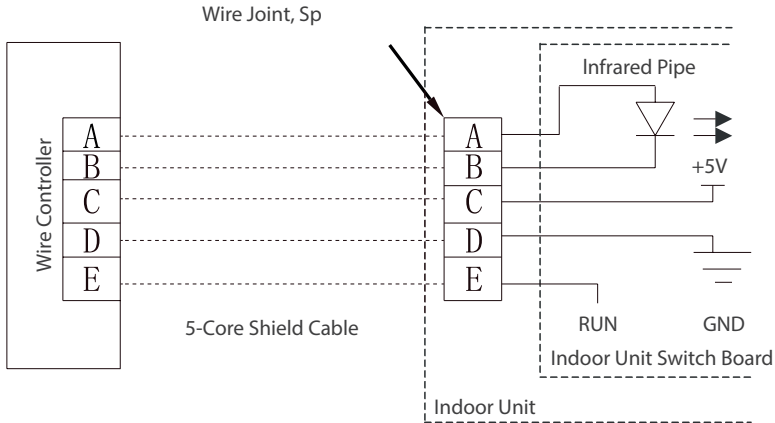 Wire Joint, Sp
Infrared Pipe
Wire Controller
A
B
C
D
E
A
B
C
D
E
+5V
5-Core Shield Cable
RUN
GND
Indoor Unit Switch Board
Indoor Unit